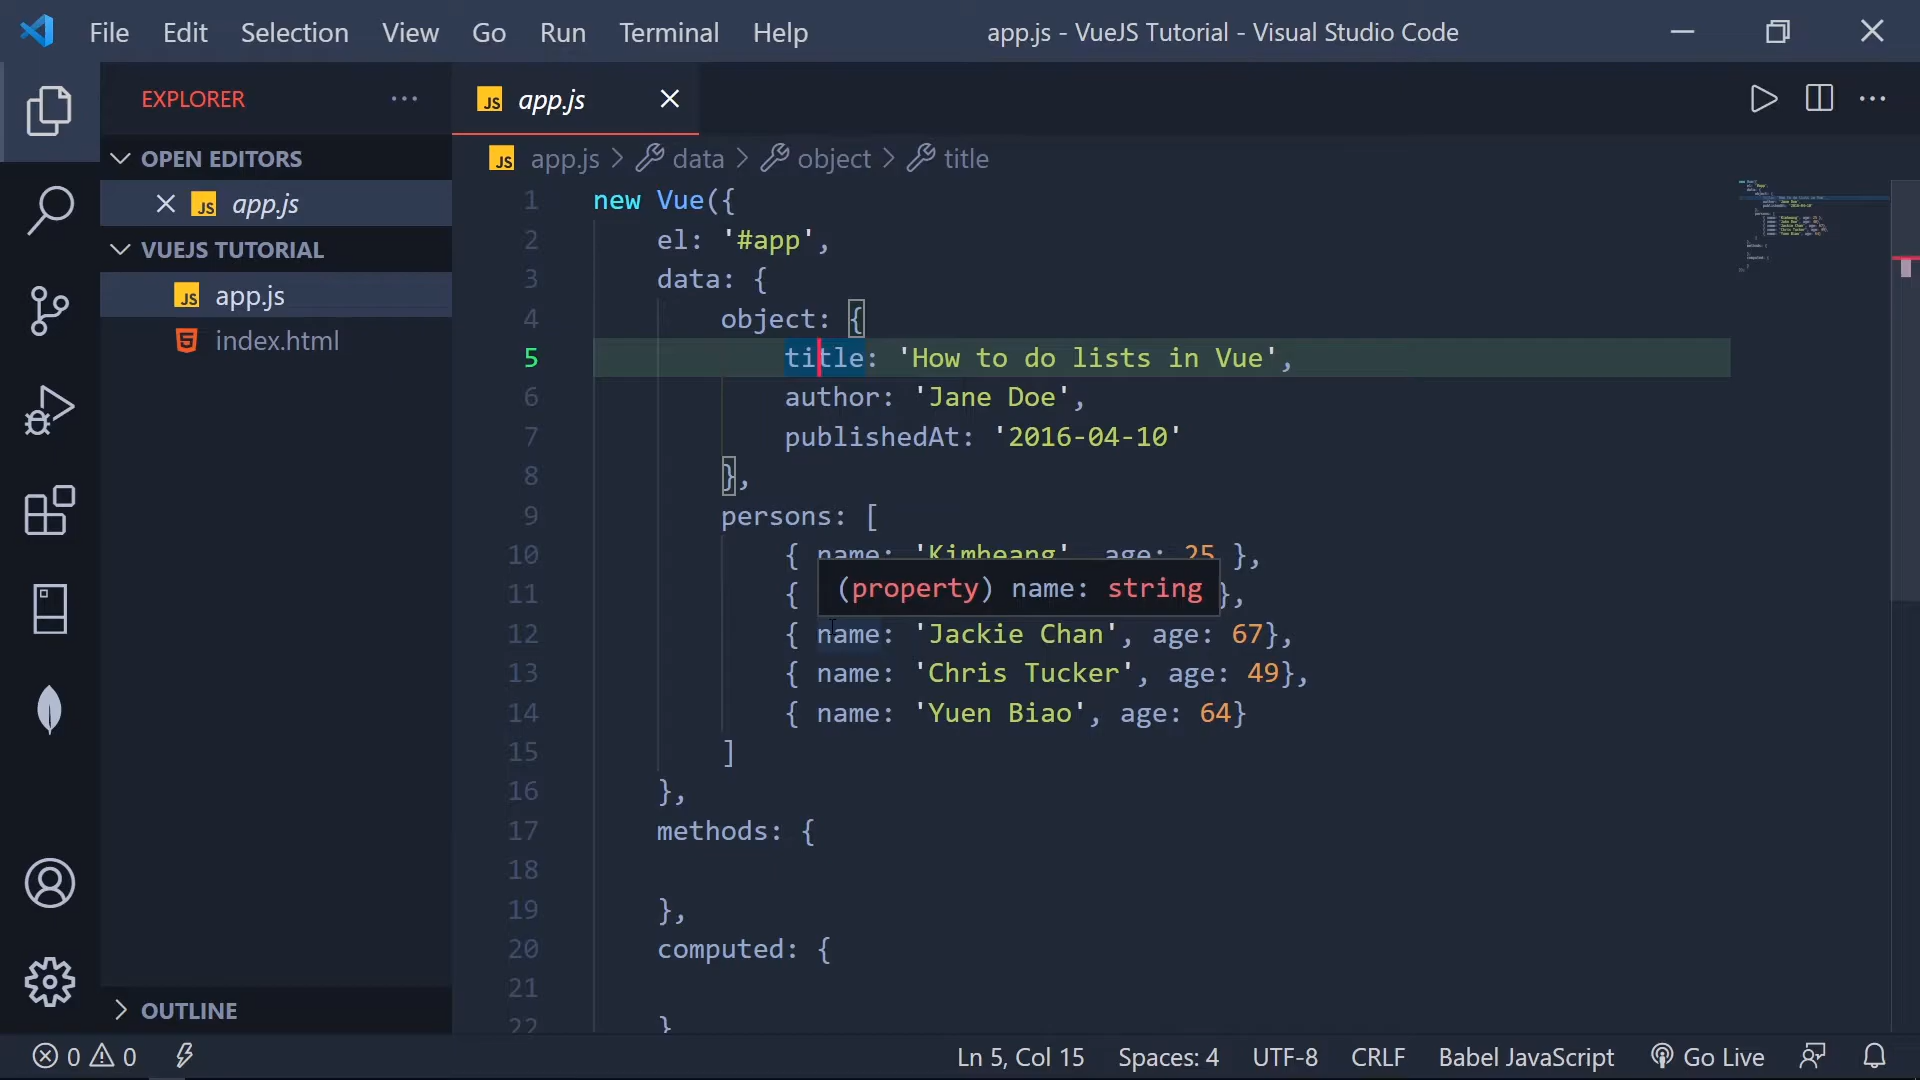 File Edit Selection View Go Run Terminal Help app.js - VueJS Tutorial - Visual Studio Code
EXPLORER
JS app.js
OPEN EDITORS
JS app.js
VUEJS TUTORIAL
JS app.js
index.html
OUTLINE
JS app.js > data > object > title
1 new Vue({
2 el: '#app',
3 data: {
4 object: {
5 title: 'How to do lists in Vue',
6 author: 'Jane Doe',
7 publishedAt: '2016-04-10'
8 },
9 persons: [
10 { name: 'Kimheang', age: 25 },
11 { },
(property) name: string
12 { name: 'Jackie Chan', age: 67},
13 { name: 'Chris Tucker', age: 49},
14 { name: 'Yuen Biao', age: 64}
15 ]
16 },
17 methods: {
18
19 },
20 computed: {
21
22 }
0 0 Ln 5, Col 15 Spaces: 4 UTF-8 CRLF Babel JavaScript Go Live